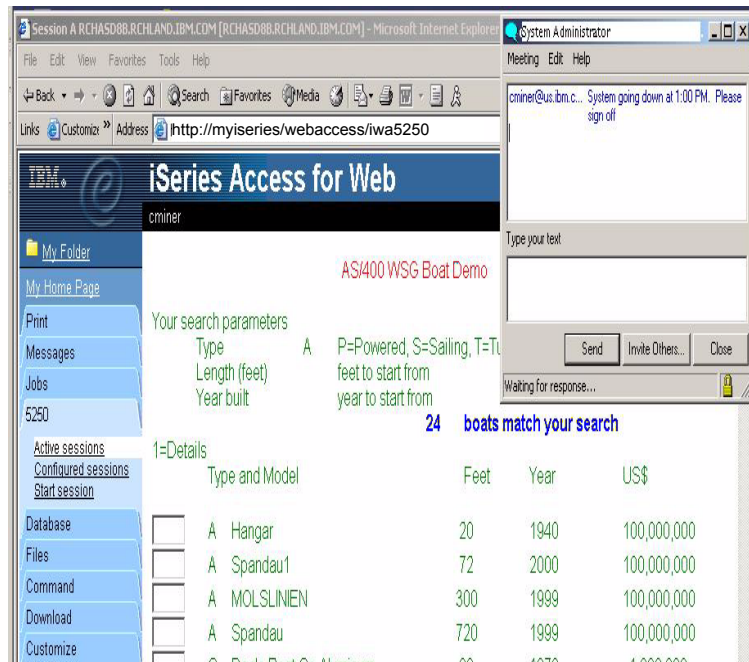 Session A RCHASD8B.RCHLAND.IBM.COM [RCHASD8B.RCHLAND.IBM.COM] - Microsoft Internet Explorer
File Edit View Favorites Tools Help
Back Search Favorites Media
Links Customize Address http://myiseries/webaccess/iwa5250
System Administrator
Meeting Edit Help
cminer@us.ibm.c... System going down at 1:00 PM. Please
sign off
Type your text
Send Invite Others... Close
Waiting for response...
IBM
iSeries Access for Web
cminer
My Folder
My Home Page
Print
Messages
Jobs
5250
Active sessions
Configured sessions
Start session
Database
Files
Command
Download
Customize
AS/400 WSG Boat Demo
Your search parameters
Type A P=Powered, S=Sailing, T=Tu
Length (feet) feet to start from
Year built year to start from
24 boats match your search
1=Details
Type and Model Feet Year US$
A Hangar 20 1940 100,000,000
A Spandau1 72 2000 100,000,000
A MOLSLINIEN 300 1999 100,000,000
A Spandau 720 1999 100,000,000